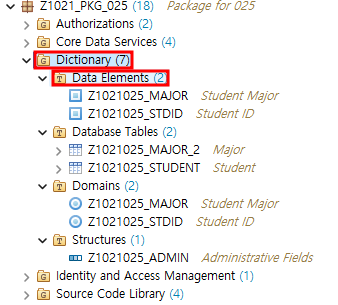 Z1021_PKG_025 (18) Package for 025
Authorizations (2)
Core Data Services (4)
Dictionary (7)
Data Elements (2)
Z1021025_MAJOR Student Major
Z1021025_STDID Student ID
Database Tables (2)
Z1021025_MAJOR_2 Major
Z1021025_STUDENT Student
Domains (2)
Z1021025_MAJOR Student Major
Z1021025_STDID Student ID
Structures (1)
Z1021025_ADMIN Administrative Fields
Identity and Access Management (1)
Source Code Library (4)